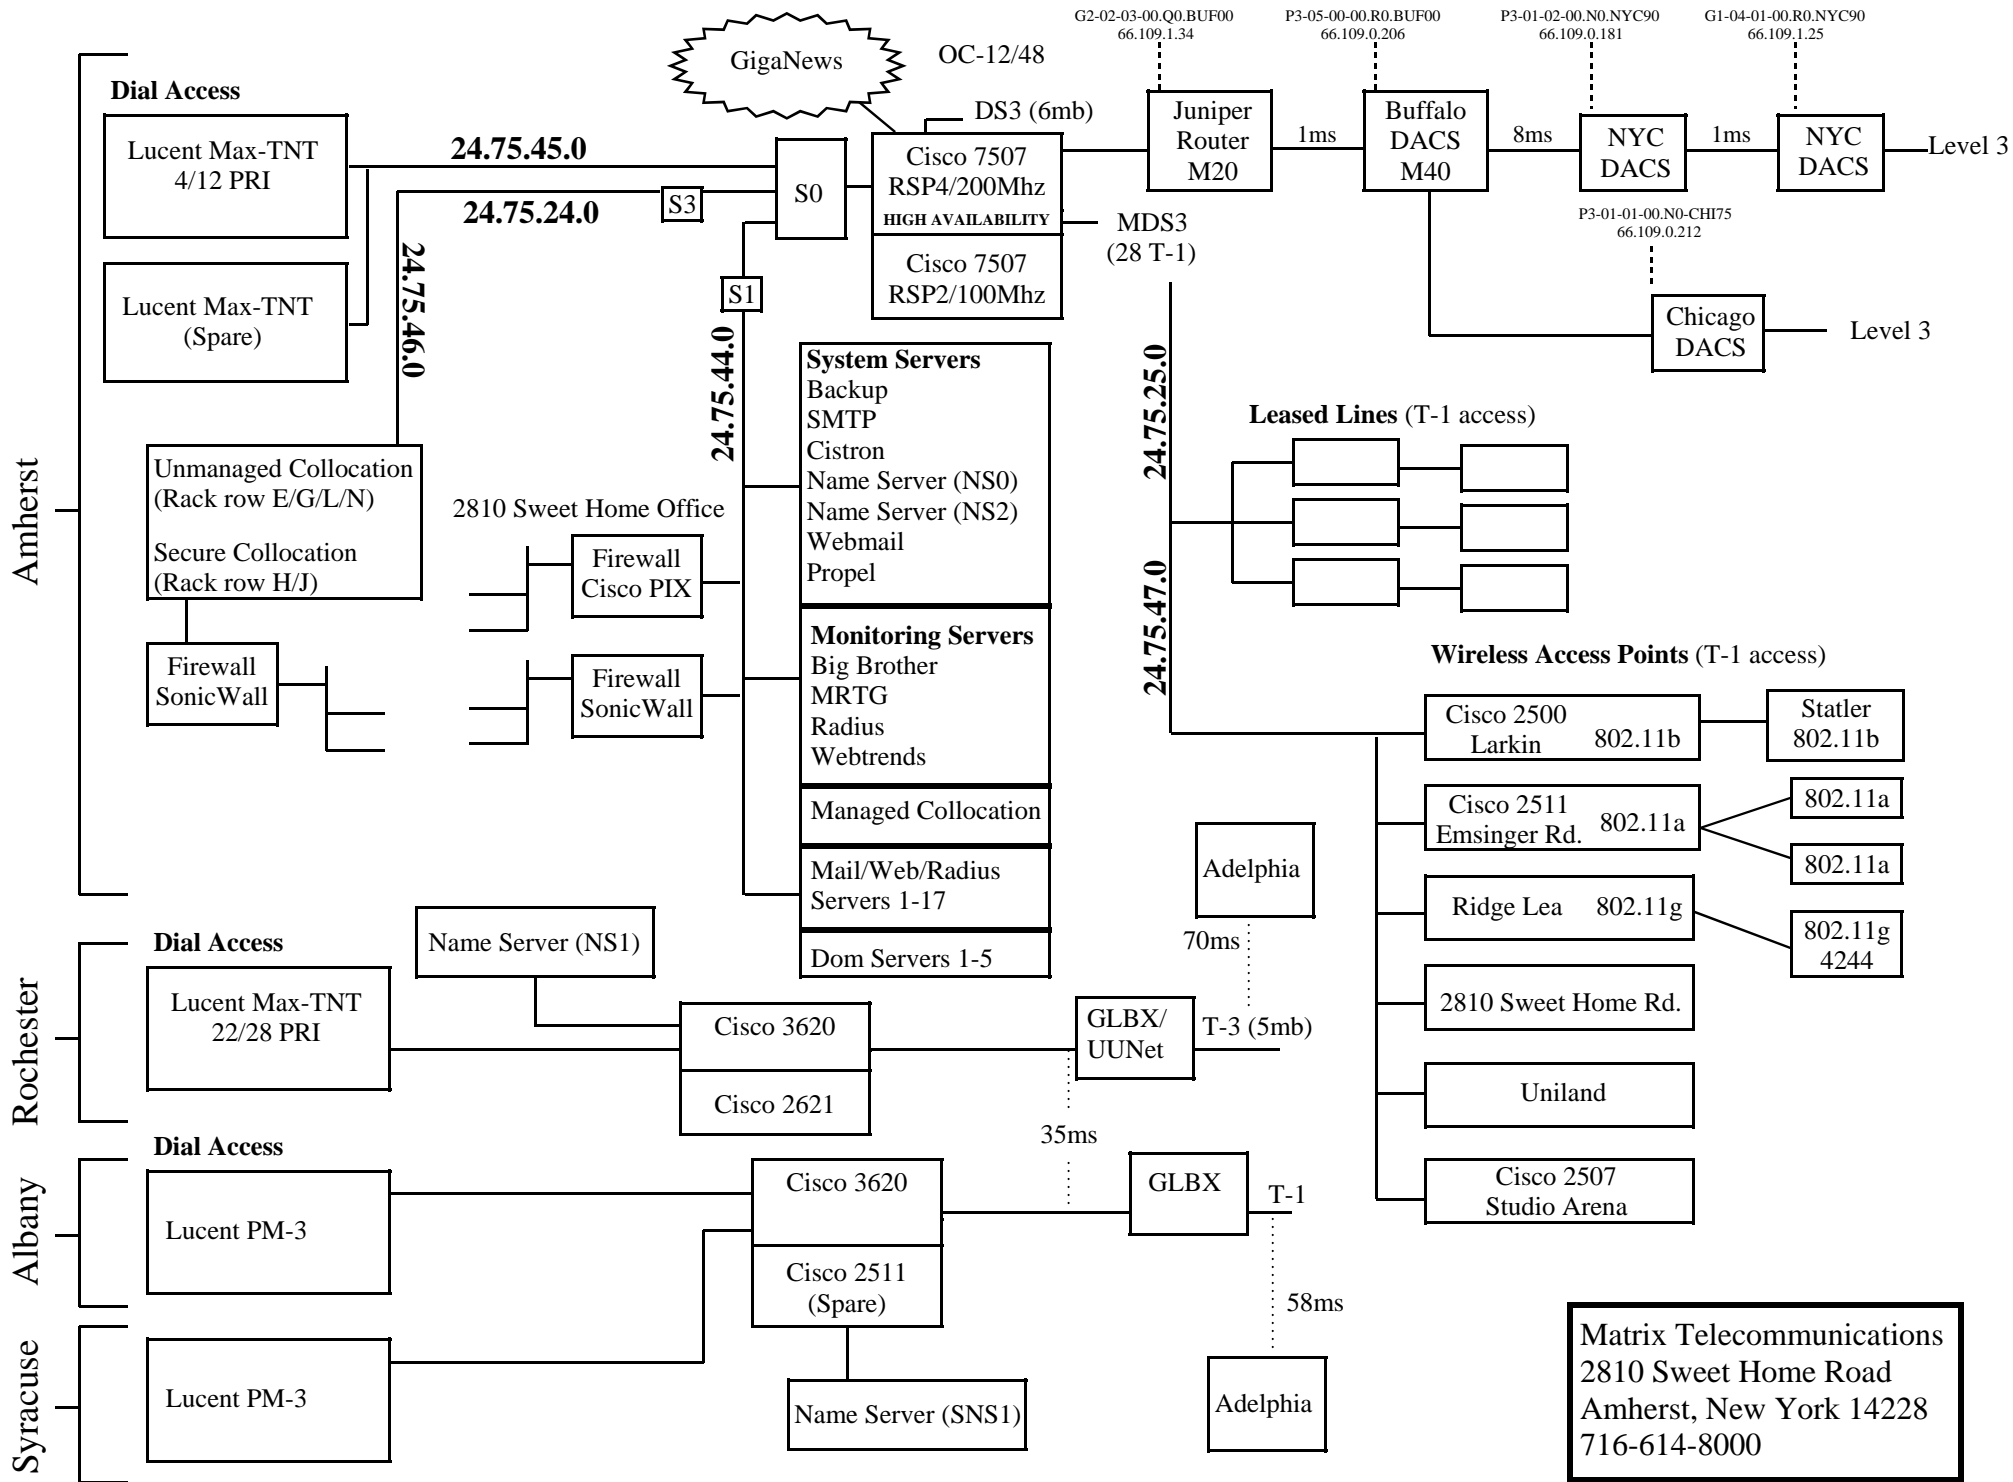 G2-02-03-00.Q0.BUF00
66.109.1.34
P3-05-00-00.R0.BUF00
66.109.0.206
P3-01-02-00.N0.NYC90
66.109.0.181
G1-04-01-00.R0.NYC90
66.109.1.25
GigaNews
OC-12/48
DS3 (6mb)
Juniper
Router
M20
1ms
Buffalo
DACS
M40
8ms
NYC
DACS
1ms
NYC
DACS
Level 3
Amherst
Dial Access
Lucent Max-TNT
4/12 PRI
24.75.45.0
24.75.24.0
S3
S0
Cisco 7507
RSP4/200Mhz
HIGH AVAILABILITY
Cisco 7507
RSP2/100Mhz
MDS3
(28 T-1)
P3-01-01-00.N0-CHI75
66.109.0.212
Chicago
DACS
Level 3
Lucent Max-TNT
(Spare)
24.75.46.0
S1
24.75.44.0
System Servers
Backup
SMTP
Cistron
Name Server (NS0)
Name Server (NS2)
Webmail
Propel
24.75.25.0
Leased Lines (T-1 access)
Unmanaged Collocation
(Rack row E/G/L/N)
Secure Collocation
(Rack row H/J)
2810 Sweet Home Office
Firewall
Cisco PIX
Firewall
SonicWall
Firewall
SonicWall
Monitoring Servers
Big Brother
MRTG
Radius
Webtrends
Managed Collocation
Mail/Web/Radius
Servers 1-17
Dom Servers 1-5
24.75.47.0
Wireless Access Points (T-1 access)
Cisco 2500
Larkin
802.11b
Statler
802.11b
Cisco 2511
Emsinger Rd.
802.11a
802.11a
802.11a
Ridge Lea
802.11g
802.11g
4244
2810 Sweet Home Rd.
Uniland
Cisco 2507
Studio Arena
Rochester
Dial Access
Lucent Max-TNT
22/28 PRI
Name Server (NS1)
Cisco 3620
Cisco 2621
GLBX/
UUNet
T-3 (5mb)
70ms
Adelphia
35ms
Albany
Dial Access
Lucent PM-3
Cisco 3620
Cisco 2511
(Spare)
GLBX
T-1
58ms
Adelphia
Syracuse
Lucent PM-3
Name Server (SNS1)
Matrix Telecommunications
2810 Sweet Home Road
Amherst, New York 14228
716-614-8000